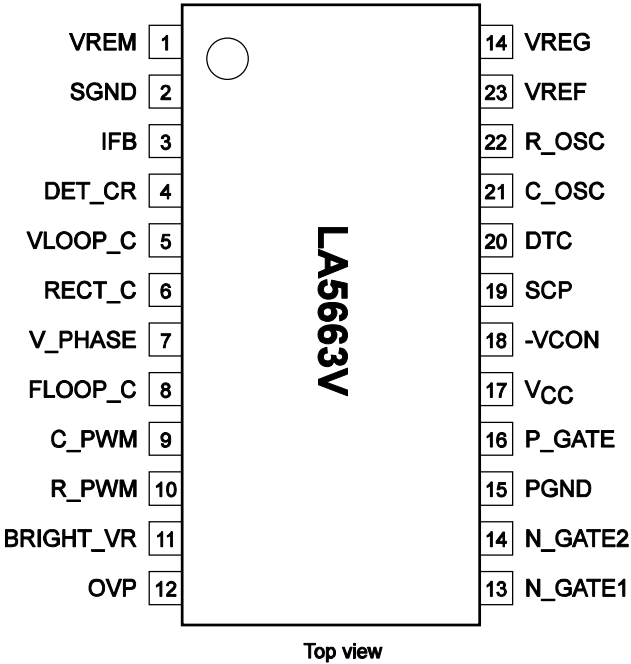 VREM 1
SGND 2
IFB 3
DET_CR 4
VLOOP_C 5
RECT_C 6
V_PHASE 7
FLOOP_C 8
C_PWM 9
R_PWM 10
BRIGHT_VR 11
OVP 12
LA5663V
14 VREG
23 VREF
22 R_OSC
21 C_OSC
20 DTC
19 SCP
18 -VCON
17 VCC
16 P_GATE
15 PGND
14 N_GATE2
13 N_GATE1
Top view